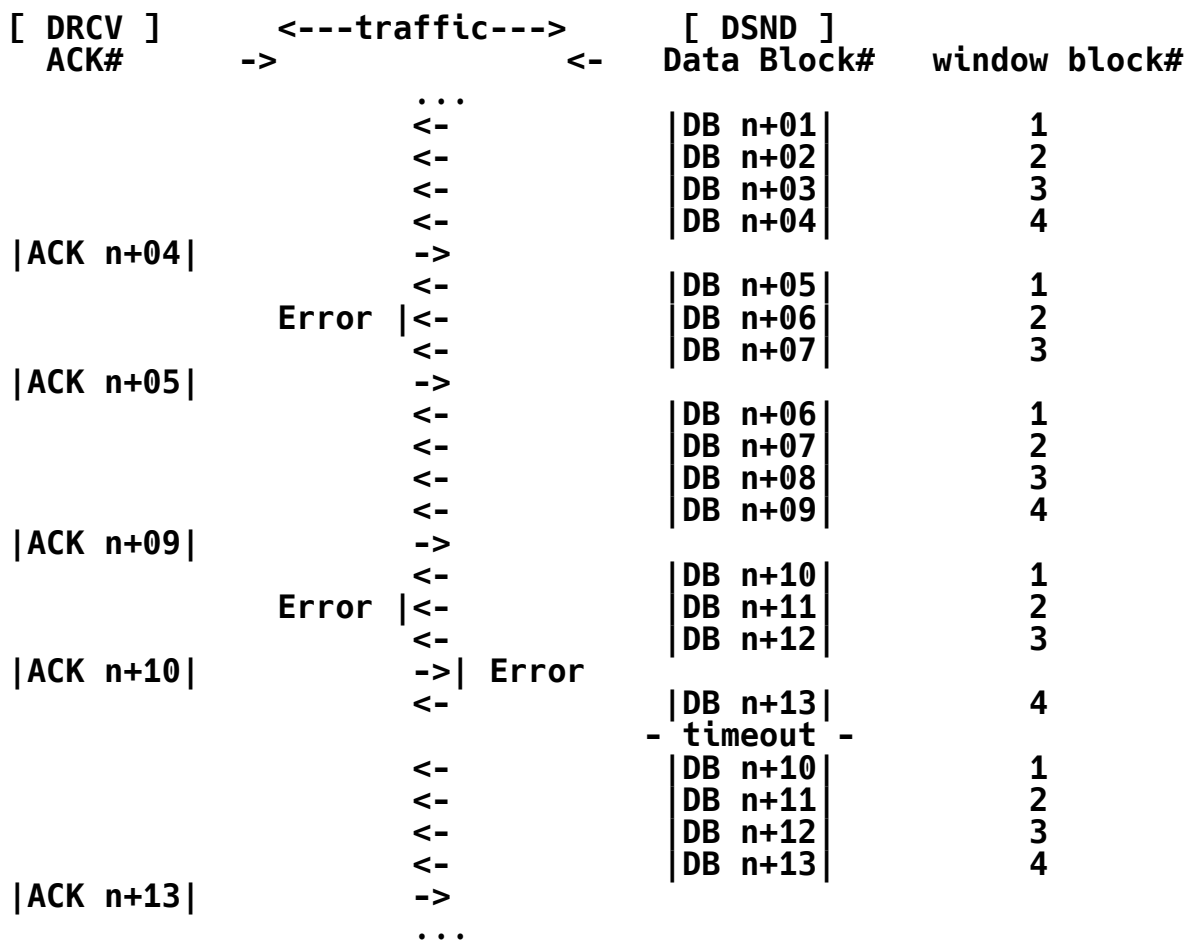 [ DRCV ]      <---traffic--->      [ DSND ]
  ACK#      ->                <-   Data Block#   window block#
                     ...
                     <-            |DB n+01|          1
                     <-            |DB n+02|          2
                     <-            |DB n+03|          3
                     <-            |DB n+04|          4
|ACK n+04|           ->
                     <-            |DB n+05|          1
              Error |<-            |DB n+06|          2
                     <-            |DB n+07|          3
|ACK n+05|           ->
                     <-            |DB n+06|          1
                     <-            |DB n+07|          2
                     <-            |DB n+08|          3
                     <-            |DB n+09|          4
|ACK n+09|           ->
                     <-            |DB n+10|          1
              Error |<-            |DB n+11|          2
                     <-            |DB n+12|          3
|ACK n+10|           ->| Error
                     <-            |DB n+13|          4
                                  - timeout -
                     <-            |DB n+10|          1
                     <-            |DB n+11|          2
                     <-            |DB n+12|          3
                     <-            |DB n+13|          4
|ACK n+13|           ->
                     ...